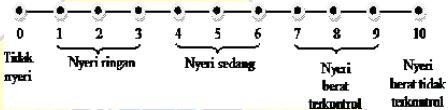 0 1 2 3 4 5 6 7 8 9 10
Tidak nyeri
Nyeri ringan
Nyeri sedang
Nyeri berat terkontrol
Nyeri berat tidak terkontrol